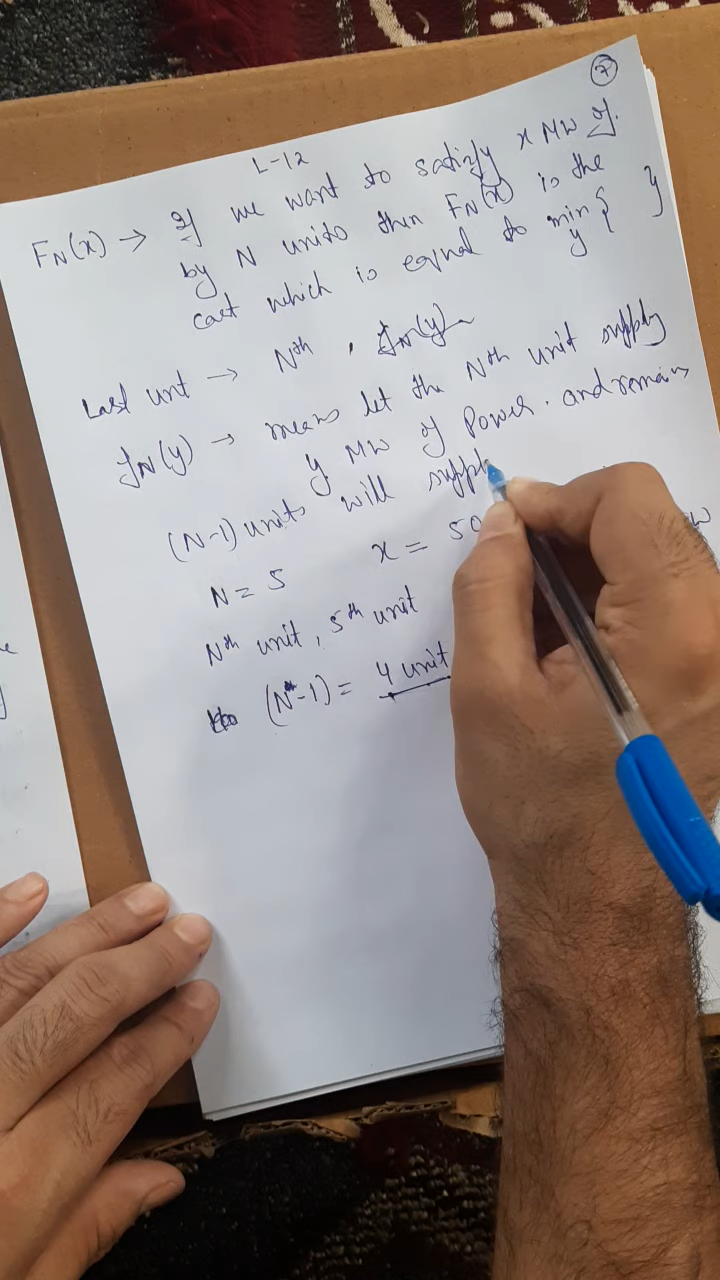 7
L-12
FN(x) → If we want to satisfy x MW of
by N units then FN(x) is the
cost which is equal to min y { }
Last unt → Nth , fN(y)
fN(y) → means let the Nth unit supply
y MW of Power. and remain
(N-1) units will suppl
N = 5 x = 50 W
Nth unit, 5th unit
(N-1) = 4 unit